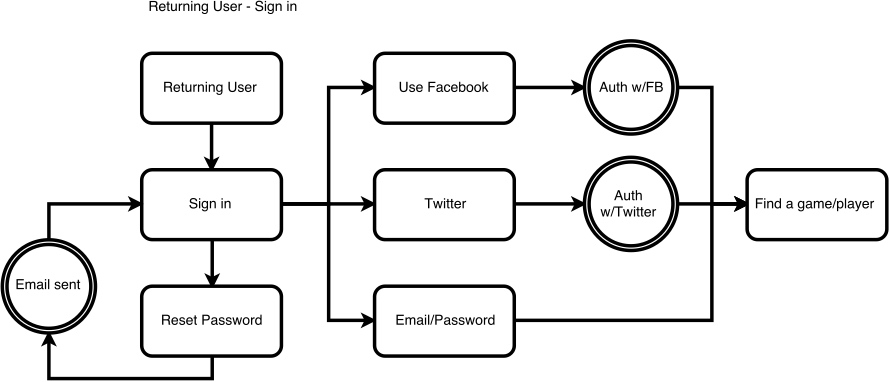 Returning User - Sign in
Returning User
Use Facebook
Auth w/FB
Sign in
Twitter
Auth
w/Twitter
Find a game/player
Email sent
Reset Password
Email/Password